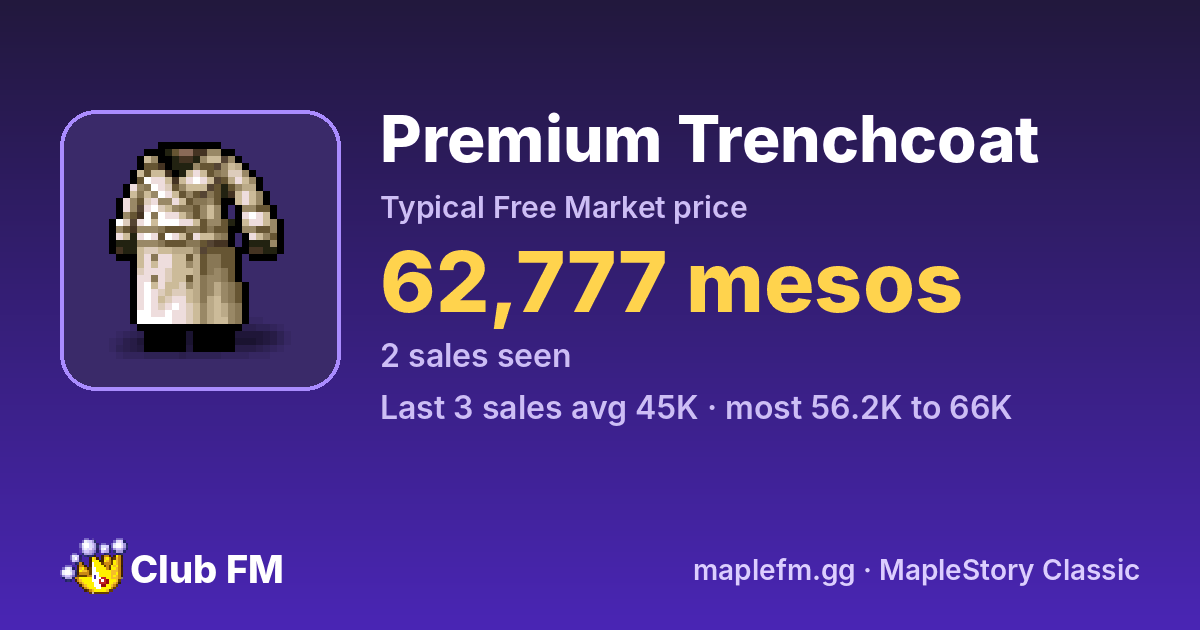 Premium Trenchcoat
Typical Free Market price
62,777 mesos
2 sales seen
Last 3 sales avg 45K · most 56.2K to 66K
Club FM
maplefm.gg · MapleStory Classic